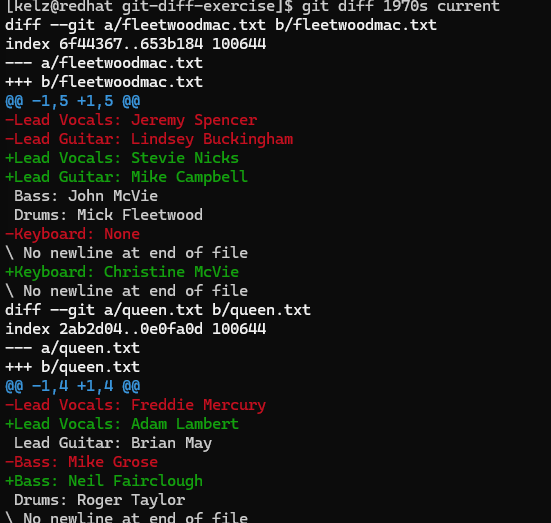 [kelz@redhat git-diff-exercise]$ git diff 1970s current
diff --git a/fleetwoodmac.txt b/fleetwoodmac.txt
index 6f44367..653b184 100644
--- a/fleetwoodmac.txt
+++ b/fleetwoodmac.txt
@@ -1,5 +1,5 @@
-Lead Vocals: Jeremy Spencer
-Lead Guitar: Lindsey Buckingham
+Lead Vocals: Stevie Nicks
+Lead Guitar: Mike Campbell
 Bass: John McVie
 Drums: Mick Fleetwood
-Keyboard: None
\ No newline at end of file
+Keyboard: Christine McVie
\ No newline at end of file
diff --git a/queen.txt b/queen.txt
index 2ab2d04..0e0fa0d 100644
--- a/queen.txt
+++ b/queen.txt
@@ -1,4 +1,4 @@
-Lead Vocals: Freddie Mercury
+Lead Vocals: Adam Lambert
 Lead Guitar: Brian May
-Bass: Mike Grose
+Bass: Neil Fairclough
 Drums: Roger Taylor
\ No newline at end of file